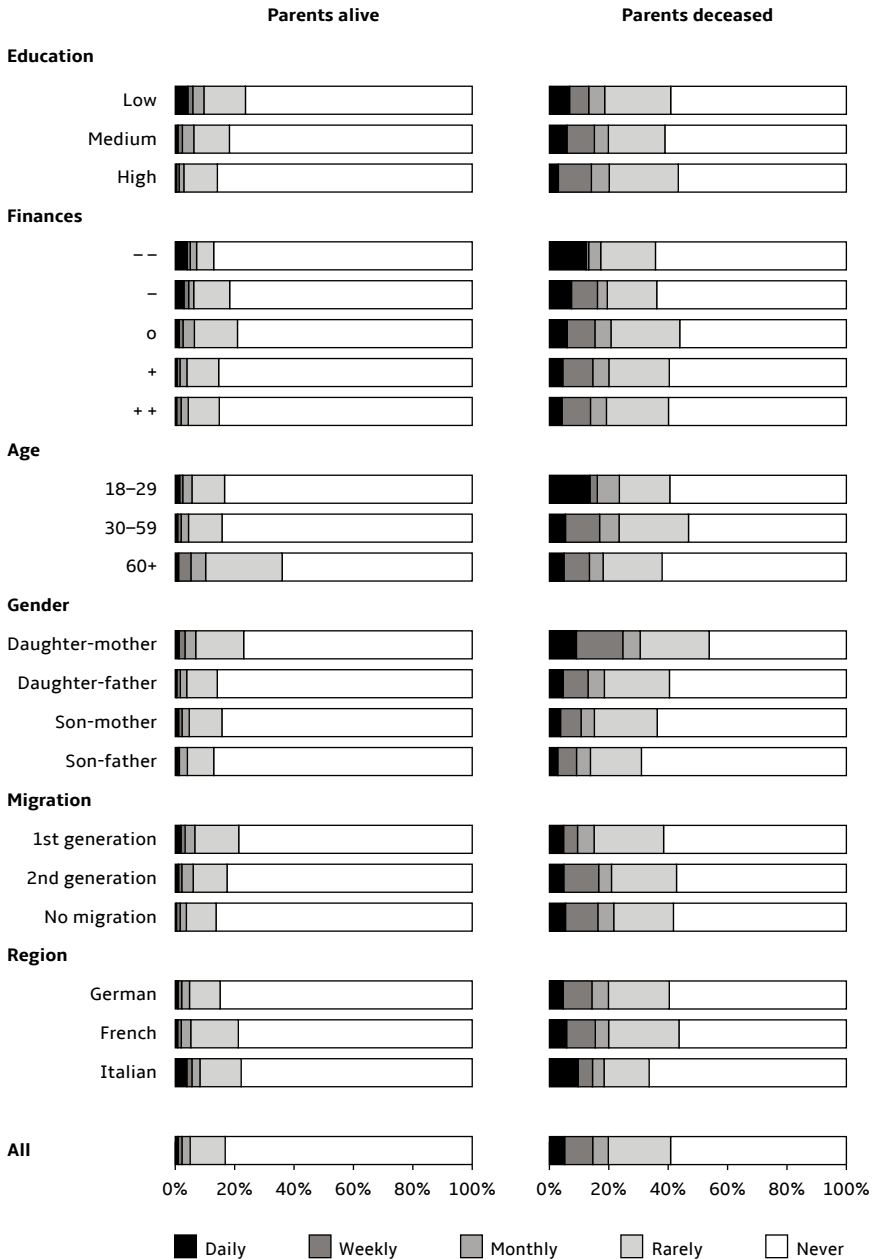 Parents alive Parents deceased
Education
Low
Medium
High
Finances
– –
–
o
+
+ +
Age
18–29
30–59
60+
Gender
Daughter-mother
Daughter-father
Son-mother
Son-father
Migration
1st generation
2nd generation
No migration
Region
German
French
Italian
All
0% 20% 40% 60% 80% 100% 0% 20% 40% 60% 80% 100%
Daily Weekly Monthly Rarely Never